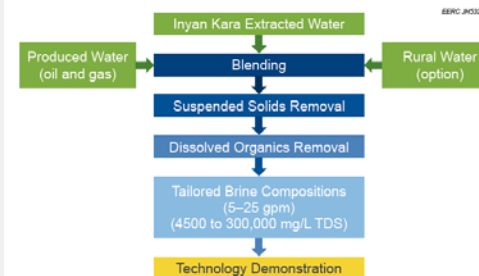 EERC
Inyan Kara Extracted Water
Produced Water
(oil and gas)
Blending
Rural Water
(option)
Suspended Solids Removal
Dissolved Organics Removal
Tailored Brine Compositions
(5–25 gpm)
(4500 to 300,000 mg/L TDS)
Technology Demonstration